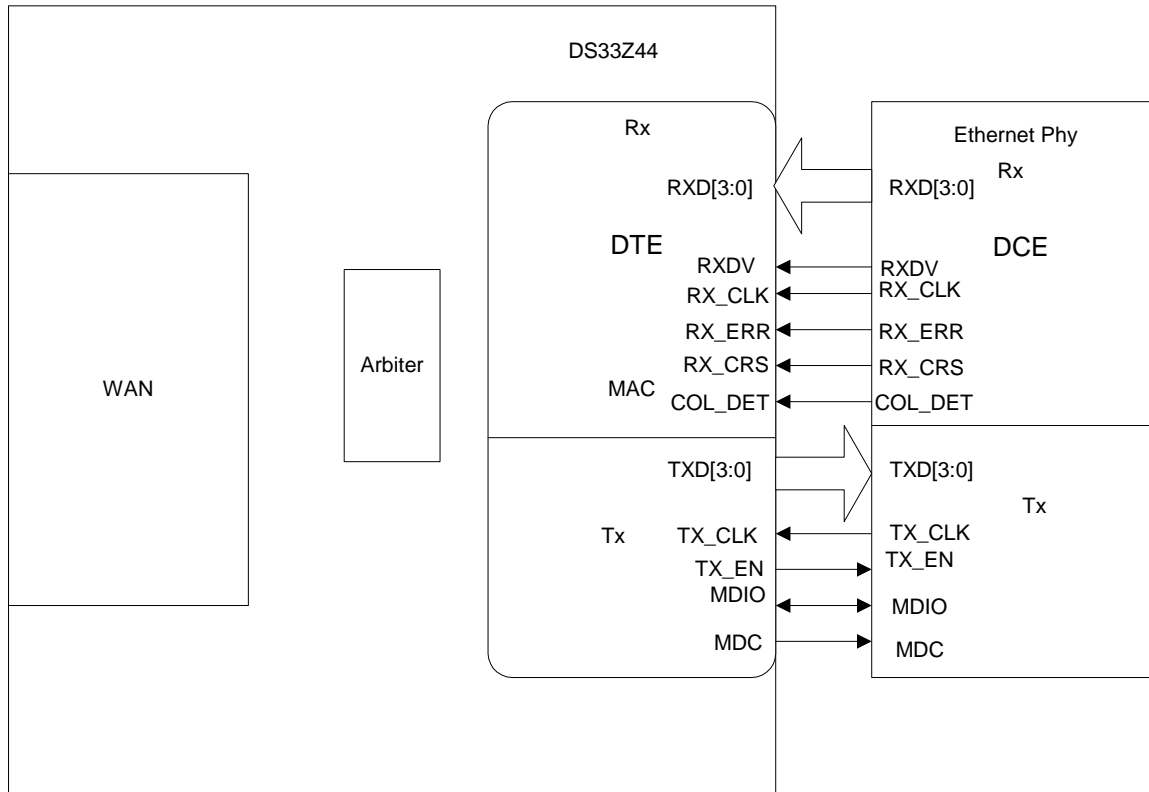 DS33Z44
Rx
RXD[3:0]
DTE
RXDV
RX_CLK
RX_ERR
RX_CRS
MAC
COL_DET
TXD[3:0]
Tx
TX_CLK
TX_EN
MDIO
MDC
WAN
Arbiter
Ethernet Phy
Rx
RXD[3:0]
DCE
RXDV
RX_CLK
RX_ERR
RX_CRS
COL_DET
TXD[3:0]
Tx
TX_CLK
TX_EN
MDIO
MDC